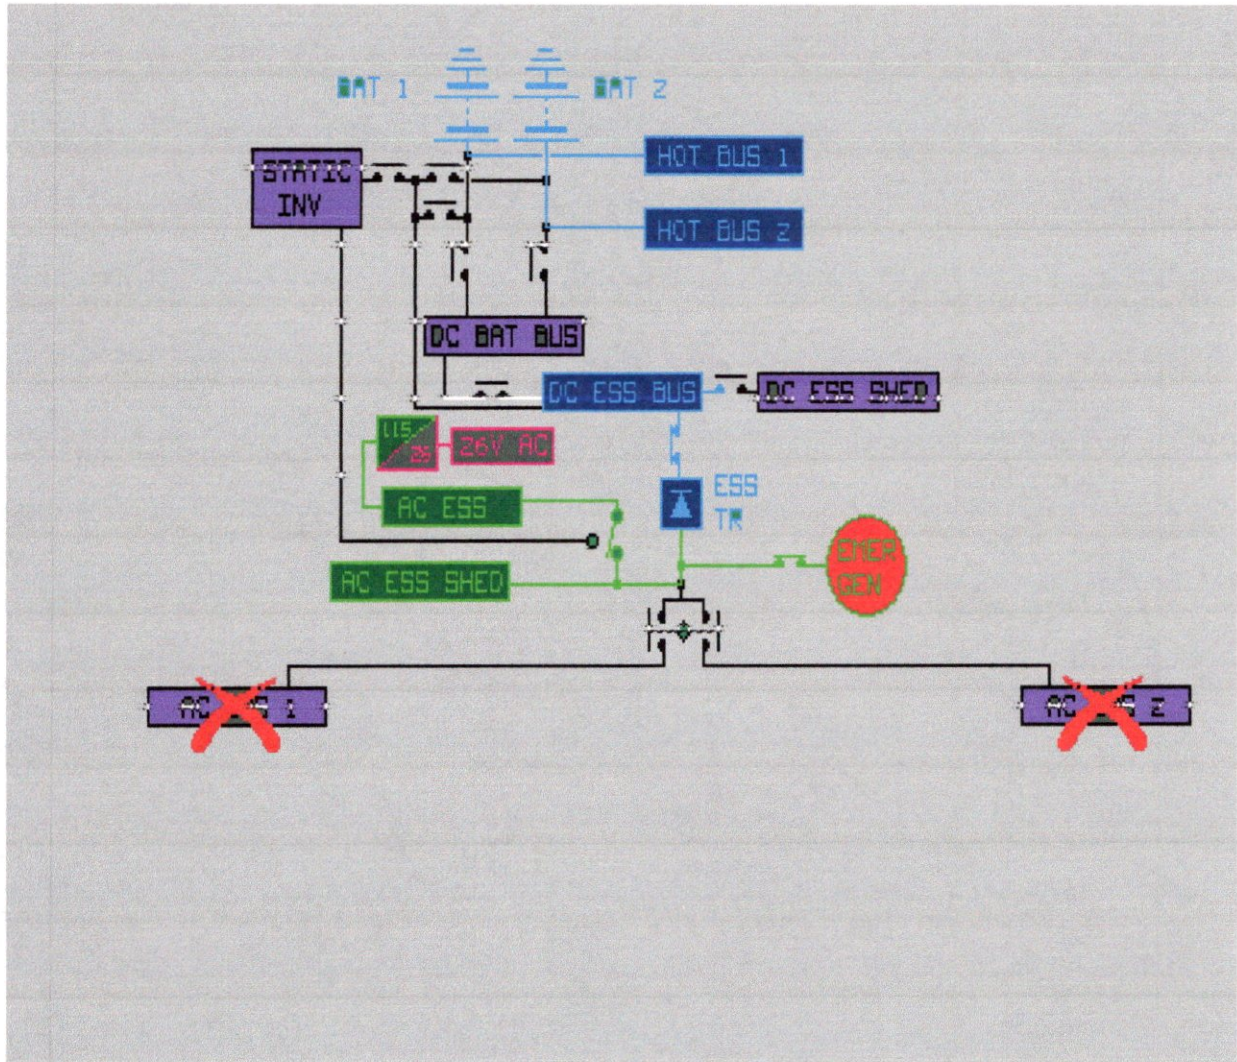 BAT 1
BAT 2
HOT BUS 1
STATIC
INV
HOT BUS 2
DC BAT BUS
DC ESS BUS
DC ESS SHED
115
26V AC
AC ESS
ESS
TR
AC ESS SHED
EMER
GEN
AC
1
AC
2